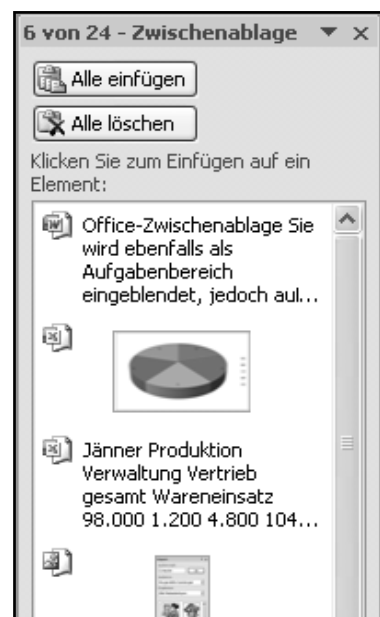 6 von 24 - Zwischenablage
Alle einfügen
Alle löschen
Klicken Sie zum Einfügen auf ein
Element:
Office-Zwischenablage Sie
wird ebenfalls als
Aufgabenbereich
eingeblendet, jedoch aul...
Jänner Produktion
Verwaltung Vertrieb
gesamt Wareneinsatz
98.000 1.200 4.800 104...